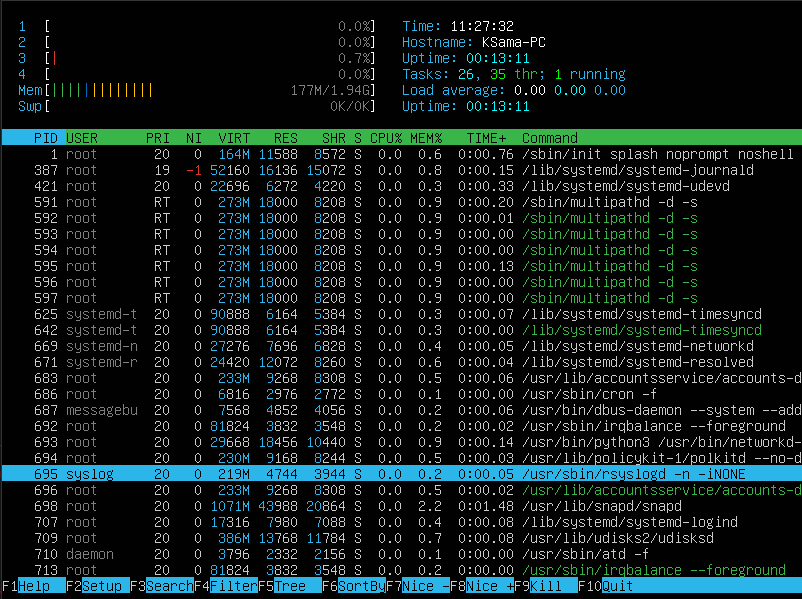 1 [ 0.0%] Time: 11:27:32
2 [ 0.0%] Hostname: KSama-PC
3 [| 0.7%] Uptime: 00:13:11
4 [ 0.0%] Tasks: 26, 35 thr; 1 running
Mem[||||||||||||| 177M/1.94G] Load average: 0.00 0.00 0.00
Swp[ 0K/0K] Uptime: 00:13:11
PID USER PRI NI VIRT RES SHR S CPU% MEM% TIME+ Command
1 root 20 0 164M 11588 8572 S 0.0 0.6 0:00.76 /sbin/init splash noprompt noshell
387 root 19 -1 52160 16136 15072 S 0.0 0.8 0:00.15 /lib/systemd/systemd-journald
421 root 20 0 22696 6272 4220 S 0.0 0.3 0:00.33 /lib/systemd/systemd-udevd
591 root RT 0 273M 18000 8208 S 0.0 0.9 0:00.20 /sbin/multipathd -d -s
592 root RT 0 273M 18000 8208 S 0.0 0.9 0:00.01 /sbin/multipathd -d -s
593 root RT 0 273M 18000 8208 S 0.0 0.9 0:00.00 /sbin/multipathd -d -s
594 root RT 0 273M 18000 8208 S 0.0 0.9 0:00.00 /sbin/multipathd -d -s
595 root RT 0 273M 18000 8208 S 0.0 0.9 0:00.13 /sbin/multipathd -d -s
596 root RT 0 273M 18000 8208 S 0.0 0.9 0:00.00 /sbin/multipathd -d -s
597 root RT 0 273M 18000 8208 S 0.0 0.9 0:00.00 /sbin/multipathd -d -s
625 systemd-t 20 0 90888 6164 5384 S 0.0 0.3 0:00.07 /lib/systemd/systemd-timesyncd
642 systemd-t 20 0 90888 6164 5384 S 0.0 0.3 0:00.00 /lib/systemd/systemd-timesyncd
669 systemd-n 20 0 27276 7696 6828 S 0.0 0.4 0:00.05 /lib/systemd/systemd-networkd
671 systemd-r 20 0 24420 12072 8260 S 0.0 0.6 0:00.04 /lib/systemd/systemd-resolved
683 root 20 0 233M 9268 8308 S 0.0 0.5 0:00.06 /usr/lib/accountsservice/accounts-d
686 root 20 0 6816 2976 2772 S 0.0 0.1 0:00.00 /usr/sbin/cron -f
687 messagebu 20 0 7568 4852 4056 S 0.0 0.2 0:00.06 /usr/bin/dbus-daemon --system --add
692 root 20 0 81824 3832 3548 S 0.0 0.2 0:00.02 /usr/sbin/irqbalance --foreground
693 root 20 0 29668 18456 10440 S 0.0 0.9 0:00.14 /usr/bin/python3 /usr/bin/networkd-
694 root 20 0 230M 9168 8244 S 0.0 0.5 0:00.03 /usr/lib/policykit-1/polkitd --no-d
695 syslog 20 0 219M 4744 3944 S 0.0 0.2 0:00.05 /usr/sbin/rsyslogd -n -iNONE
696 root 20 0 233M 9268 8308 S 0.0 0.5 0:00.02 /usr/lib/accountsservice/accounts-d
698 root 20 0 1071M 43988 20864 S 0.0 2.2 0:01.48 /usr/lib/snapd/snapd
707 root 20 0 17316 7980 7088 S 0.0 0.4 0:00.08 /lib/systemd/systemd-logind
709 root 20 0 386M 13768 11784 S 0.0 0.7 0:00.08 /usr/lib/udisks2/udisksd
710 daemon 20 0 3796 2332 2156 S 0.0 0.1 0:00.00 /usr/sbin/atd -f
713 root 20 0 81824 3832 3548 S 0.0 0.2 0:00.00 /usr/sbin/irqbalance --foreground
F1Help F2Setup F3SearchF4FilterF5Tree F6SortByF7Nice -F8Nice +F9Kill F10Quit